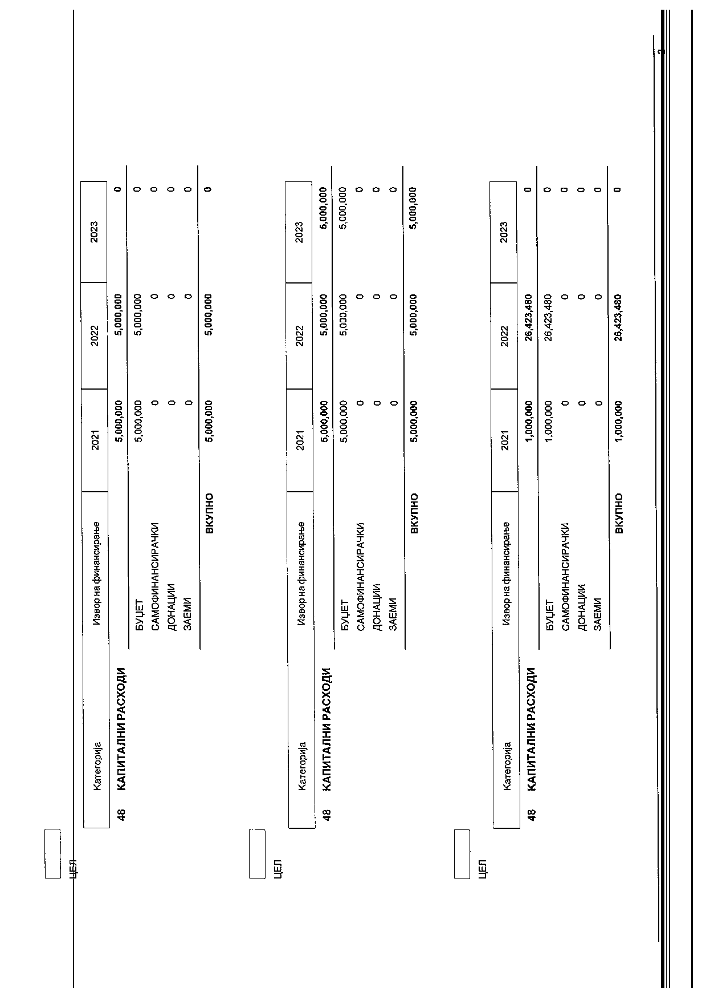 ЦЕЛ
Категорија Извор на финансирање 2021 2022 2023
48 КАПИТАЛНИ РАСХОДИ 5,000,000 5,000,000 0
БУЏЕТ 5,000,000 5,000,000 0
САМОФИНАНСИРАЧКИ 0 0 0
ДОНАЦИИ 0 0 0
ЗАЕМИ 0 0 0
ВКУПНО 5,000,000 5,000,000 0
ЦЕЛ
Категорија Извор на финансирање 2021 2022 2023
48 КАПИТАЛНИ РАСХОДИ 5,000,000 5,000,000 5,000,000
БУЏЕТ 5,000,000 5,000,000 5,000,000
САМОФИНАНСИРАЧКИ 0 0 0
ДОНАЦИИ 0 0 0
ЗАЕМИ 0 0 0
ВКУПНО 5,000,000 5,000,000 5,000,000
ЦЕЛ
Категорија Извор на финансирање 2021 2022 2023
48 КАПИТАЛНИ РАСХОДИ 1,000,000 26,423,480 0
БУЏЕТ 1,000,000 26,423,480 0
САМОФИНАНСИРАЧКИ 0 0 0
ДОНАЦИИ 0 0 0
ЗАЕМИ 0 0 0
ВКУПНО 1,000,000 26,423,480 0